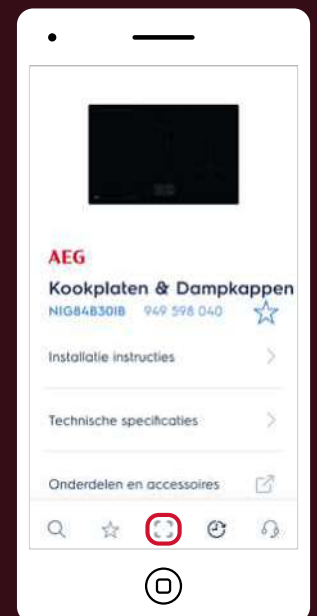 AEG
Kookplaten & Dampkappen
NIG84B30IB 949 598 040
Installatie instructies
Technische specificaties
Onderdelen en accessoires